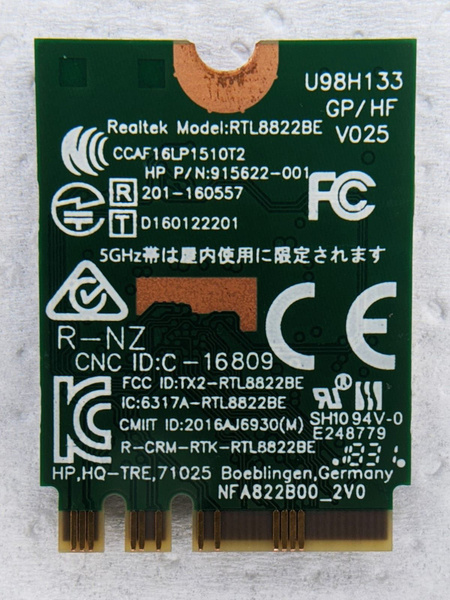 U98H133
GP/HF
Realtek Model:RTL8822BE
V025
CCAF16LP1510T2
HP P/N:915622-001
R 201-160557
FC
T D160122201
5GHz帯は屋内使用に限定されます
CE
R-NZ
CNC ID:C-16809
FCC ID:TX2-RTL8822BE
IC:6317A-RTL8822BE
SH1094V-0
CMIIT ID:2016AJ6930(M)
E248779
R-CRM-RTK-RTL8822BE
1831
HP,HQ-TRE,71025 Boeblingen,Germany
NFA822B00_2V0